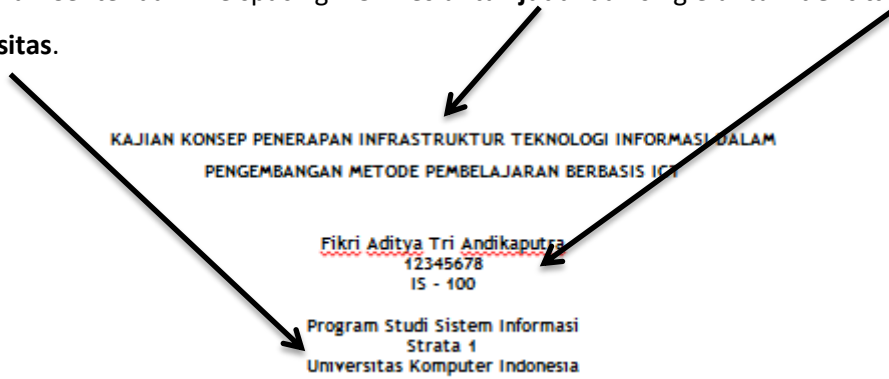 sitas.
KAJIAN KONSEP PENERAPAN INFRASTRUKTUR TEKNOLOGI INFORMASI DALAM
PENGEMBANGAN METODE PEMBELAJARAN BERBASIS ICT
Fikri Aditya Tri Andikaputra
12345678
IS - 100
Program Studi Sistem Informasi
Strata 1
Universitas Komputer Indonesia